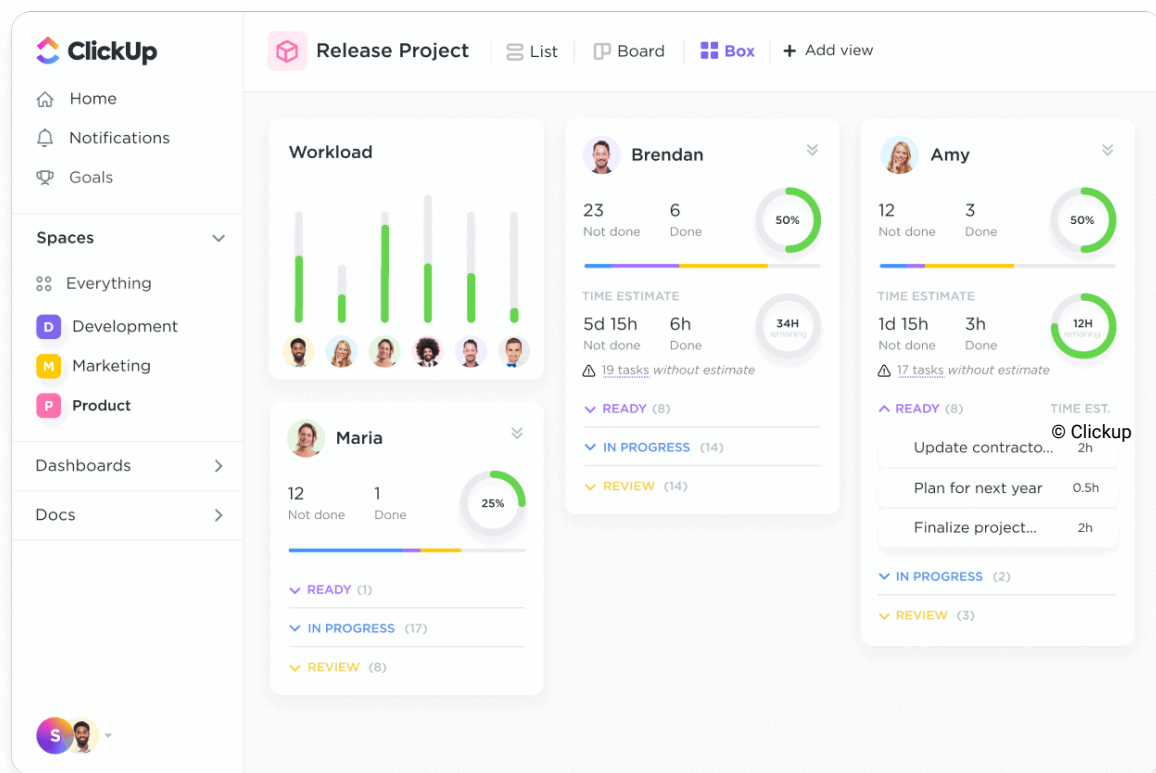 ClickUp
Home
Notifications
Goals
Spaces
Everything
D Development
M Marketing
P Product
Dashboards
Docs
S
Release Project
List
Board
Box
+ Add view
Workload
Maria
12
Not done
1
Done
25%
READY (1)
IN PROGRESS (17)
REVIEW (8)
Brendan
23
Not done
6
Done
50%
TIME ESTIMATE
5d 15h
Not done
6h
Done
34H
remaining
19 tasks without estimate
READY (8)
IN PROGRESS (14)
REVIEW (14)
Amy
12
Not done
3
Done
50%
TIME ESTIMATE
1d 15h
Not done
3h
Done
12H
remaining
17 tasks without estimate
READY (8) TIME EST.
© Clickup
Update contracto... 2h
Plan for next year 0.5h
Finalize project... 2h
IN PROGRESS (2)
REVIEW (3)